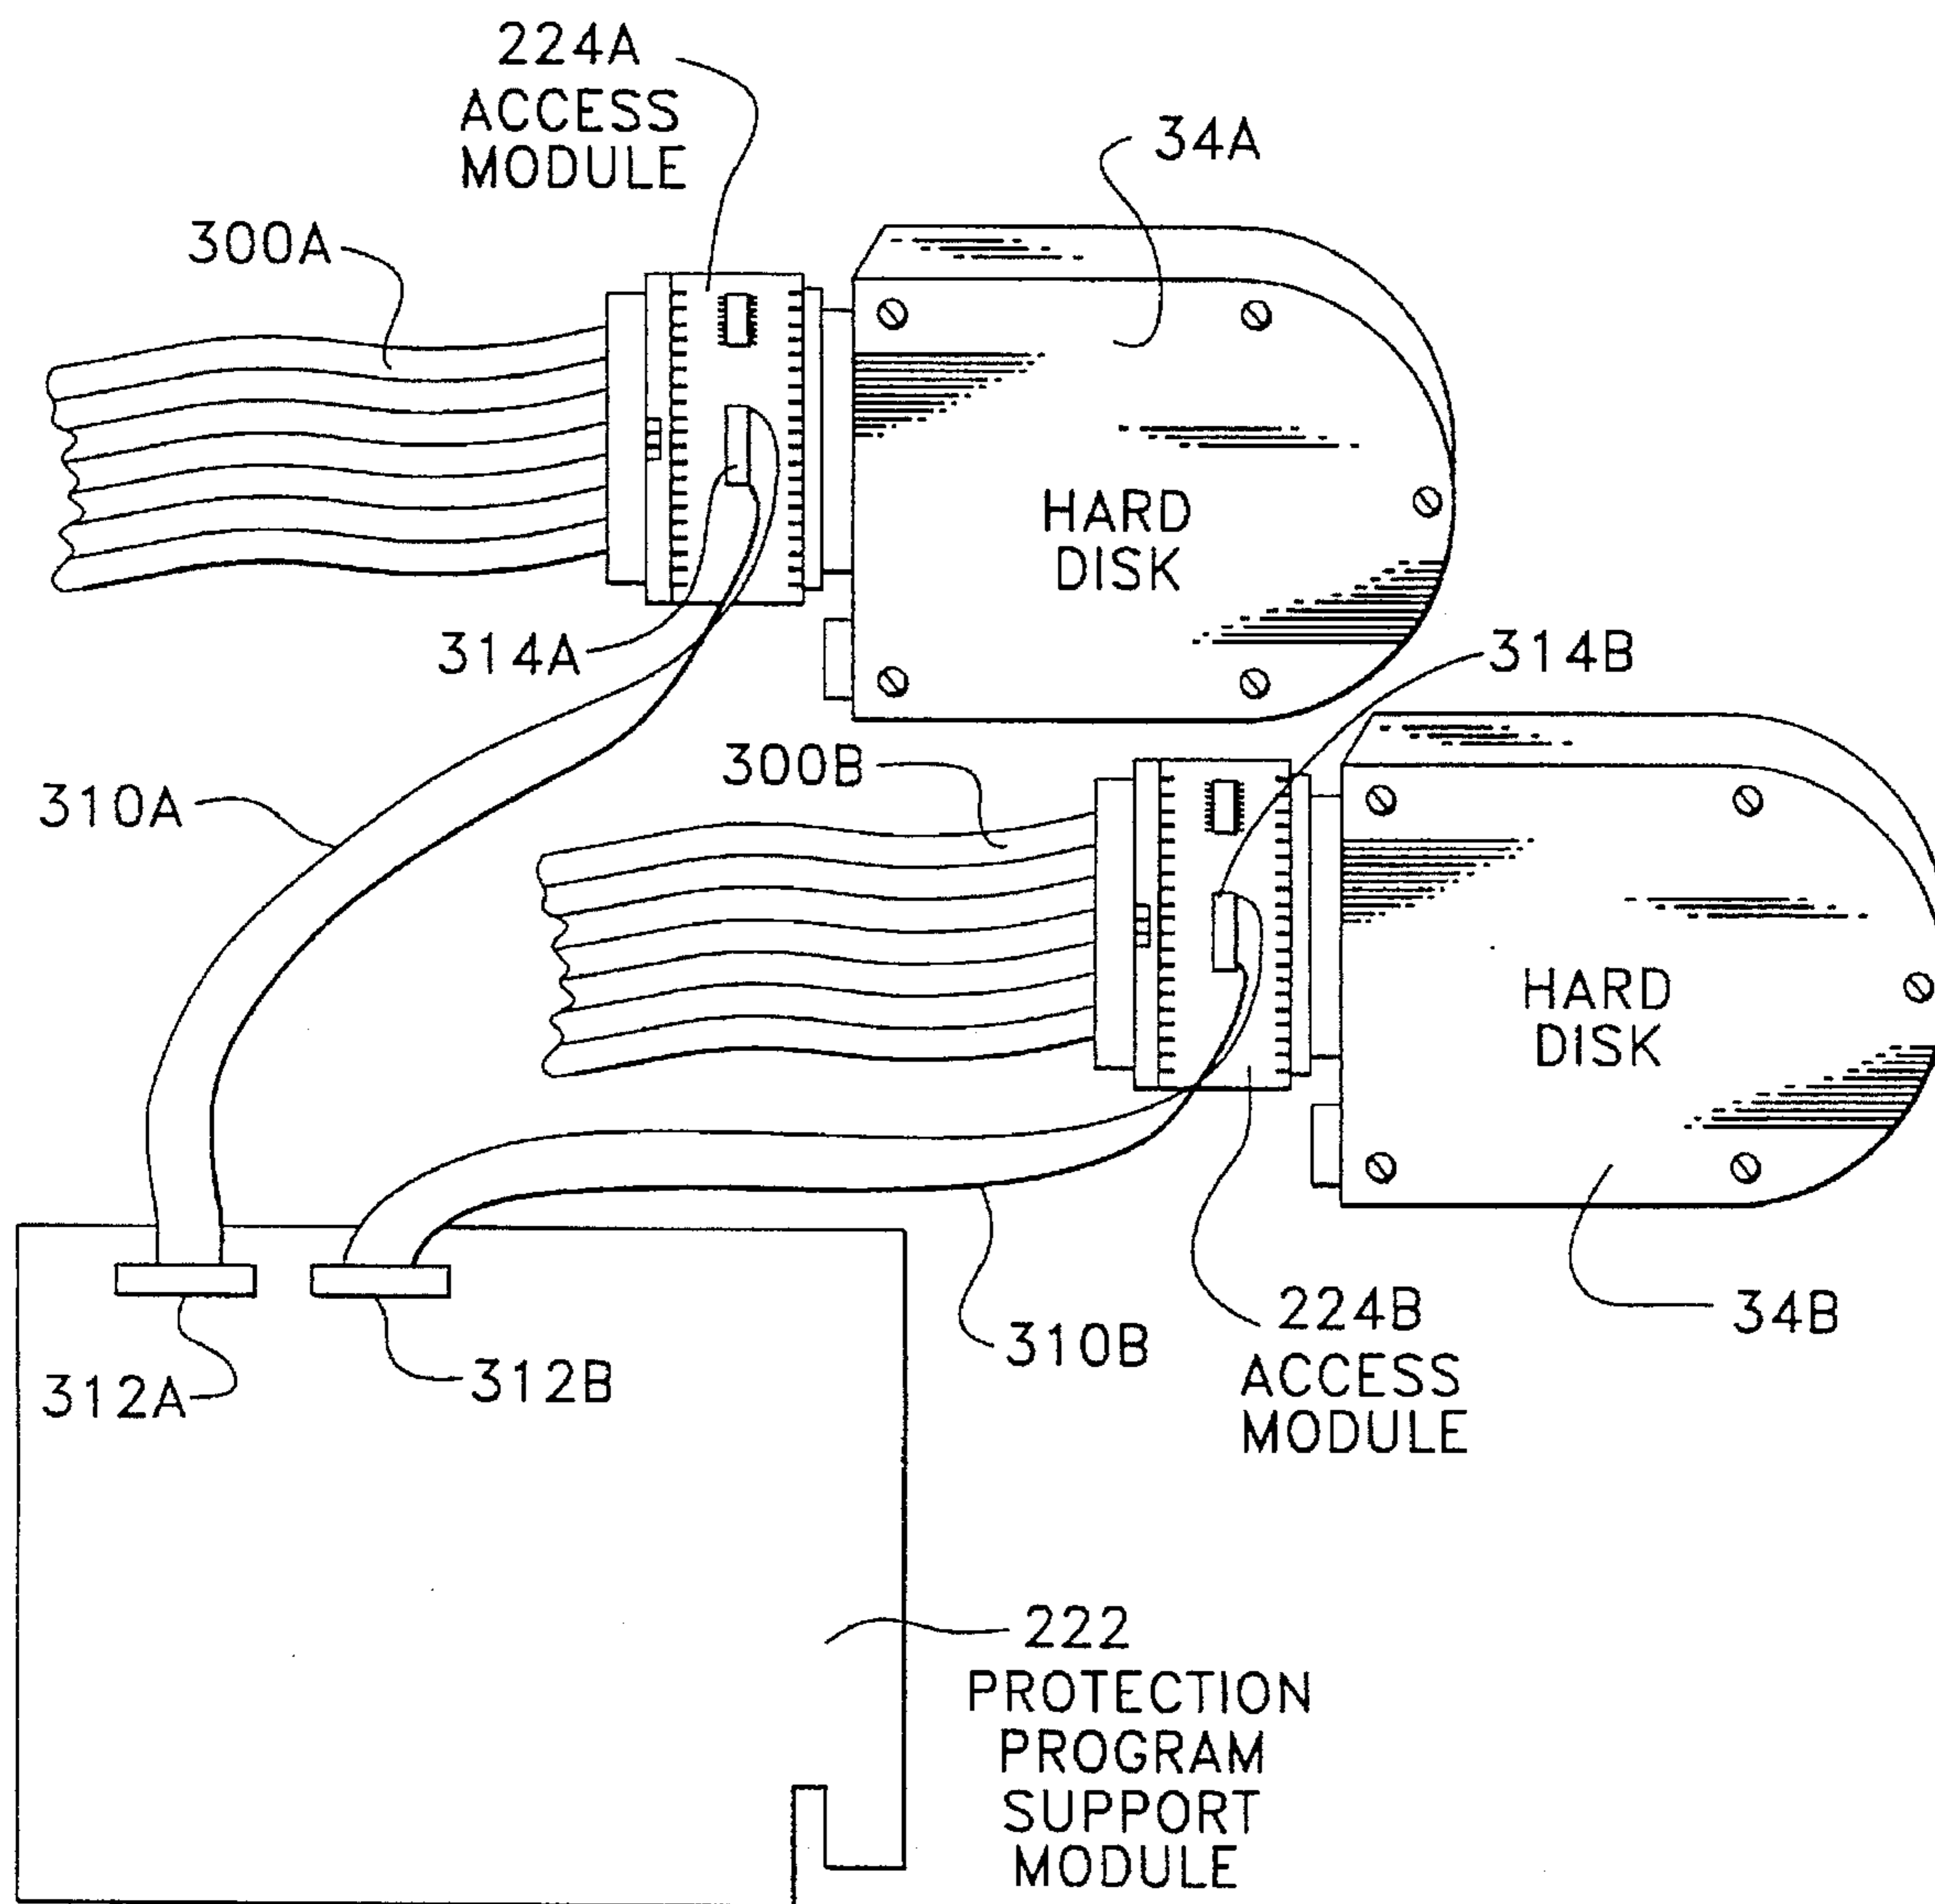 224A
ACCESS
MODULE
34A
300A
HARD
DISK
314A
314B
300B
310A
HARD
DISK
224B
ACCESS
MODULE
34B
310B
312A
312B
222
PROTECTION
PROGRAM
SUPPORT
MODULE